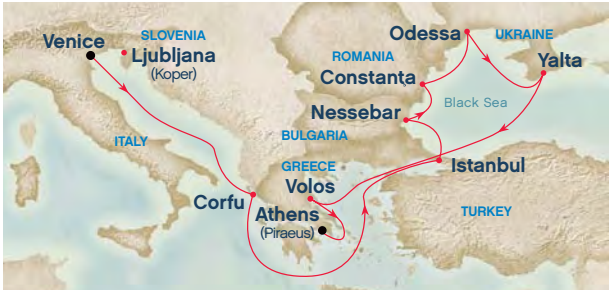 Odessa
SLOVENIA
UKRAINE
Venice
Ljubljana
(Koper)
ROMANIA
Yalta
Constanța
Black Sea
Nessebar
BULGARIA
ITALY
GREECE
Istanbul
Volos
Corfu
Athens
(Piraeus)
TURKEY